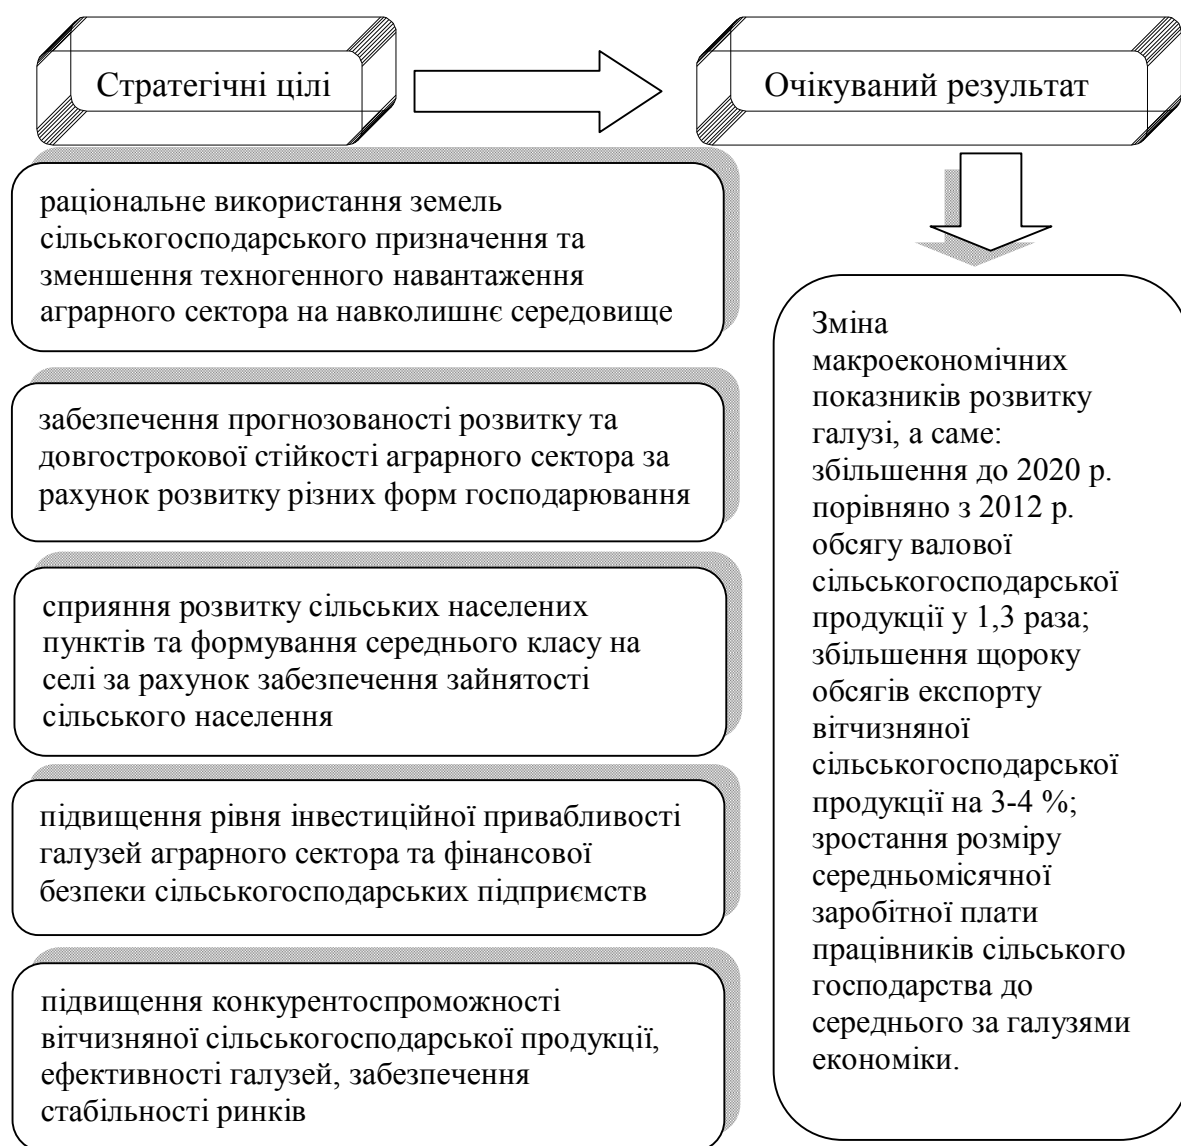 Стратегічні цілі
Очікуваний результат
раціональне використання земель
сільськогосподарського призначення та
зменшення техногенного навантаження
аграрного сектора на навколишнє середовище
забезпечення прогнозованості розвитку та
довгострокової стійкості аграрного сектора за
рахунок розвитку різних форм господарювання
сприяння розвитку сільських населених
пунктів та формування середнього класу на
селі за рахунок забезпечення зайнятості
сільського населення
підвищення рівня інвестиційної привабливості
галузей аграрного сектора та фінансової
безпеки сільськогосподарських підприємств
підвищення конкурентоспроможності
вітчизняної сільськогосподарської продукції,
ефективності галузей, забезпечення
стабільності ринків
Зміна
макроекономічних
показників розвитку
галузі, а саме:
збільшення до 2020 р.
порівняно з 2012 р.
обсягу валової
сільськогосподарської
продукції у 1,3 раза;
збільшення щороку
обсягів експорту
вітчизняної
сільськогосподарської
продукції на 3-4 %;
зростання розміру
середньомісячної
заробітної плати
працівників сільського
господарства до
середнього за галузями
економіки.